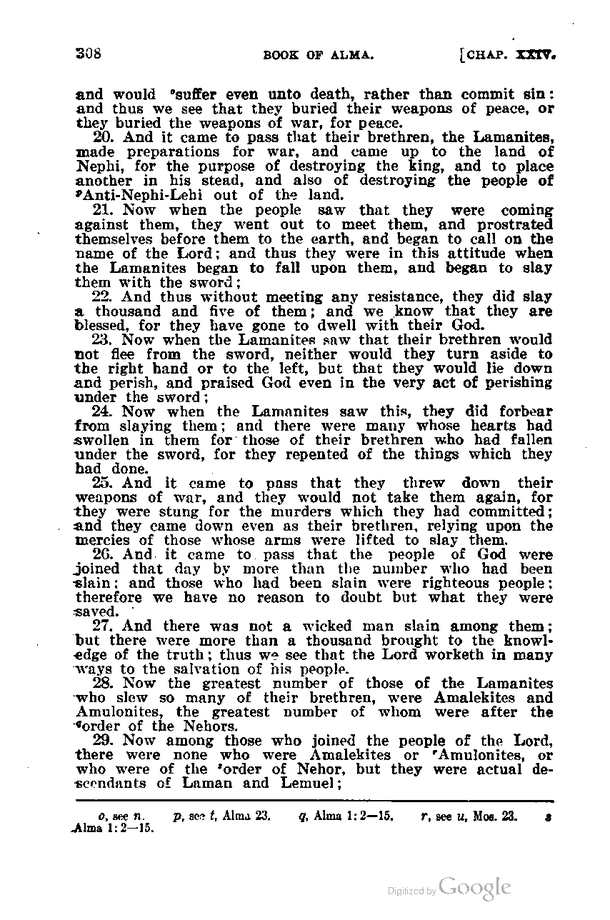 308 BOOK OF ALMA. [CHAP. XXIV.
and would °suffer even unto death, rather than commit sin:
and thus we see that they buried their weapons of peace, or
they buried the weapons of war, for peace.
20. And it came to pass that their brethren, the Lamanites,
made preparations for war, and came up to the land of
Nephi, for the purpose of destroying the king, and to place
another in his stead, and also of destroying the people of
ᵖAnti-Nephi-Lehi out of the land.
21. Now when the people saw that they were coming
against them, they went out to meet them, and prostrated
themselves before them to the earth, and began to call on the
name of the Lord; and thus they were in this attitude when
the Lamanites began to fall upon them, and began to slay
them with the sword;
22. And thus without meeting any resistance, they did slay
a thousand and five of them; and we know that they are
blessed, for they have gone to dwell with their God.
23. Now when the Lamanites saw that their brethren would
not flee from the sword, neither would they turn aside to
the right hand or to the left, but that they would lie down
and perish, and praised God even in the very act of perishing
under the sword;
24. Now when the Lamanites saw this, they did forbear
from slaying them; and there were many whose hearts had
swollen in them for those of their brethren who had fallen
under the sword, for they repented of the things which they
had done.
25. And it came to pass that they threw down their
weapons of war, and they would not take them again, for
they were stung for the murders which they had committed;
and they came down even as their brethren, relying upon the
mercies of those whose arms were lifted to slay them.
26. And it came to pass that the people of God were
joined that day by more than the number who had been
slain; and those who had been slain were righteous people;
therefore we have no reason to doubt but what they were
saved.
27. And there was not a wicked man slain among them;
but there were more than a thousand brought to the knowl-
edge of the truth; thus we see that the Lord worketh in many
ways to the salvation of his people.
28. Now the greatest number of those of the Lamanites
who slew so many of their brethren, were Amalekites and
Amulonites, the greatest number of whom were after the
qorder of the Nehors.
29. Now among those who joined the people of the Lord,
there were none who were Amalekites or ʳAmulonites, or
who were of the ˢorder of Nehor, but they were actual de-
scendants of Laman and Lemuel;
o, see n. p, see t, Alma 23. q, Alma 1:2—15. r, see u, Mos. 23. s
Alma 1:2—15.
Digitized by Google